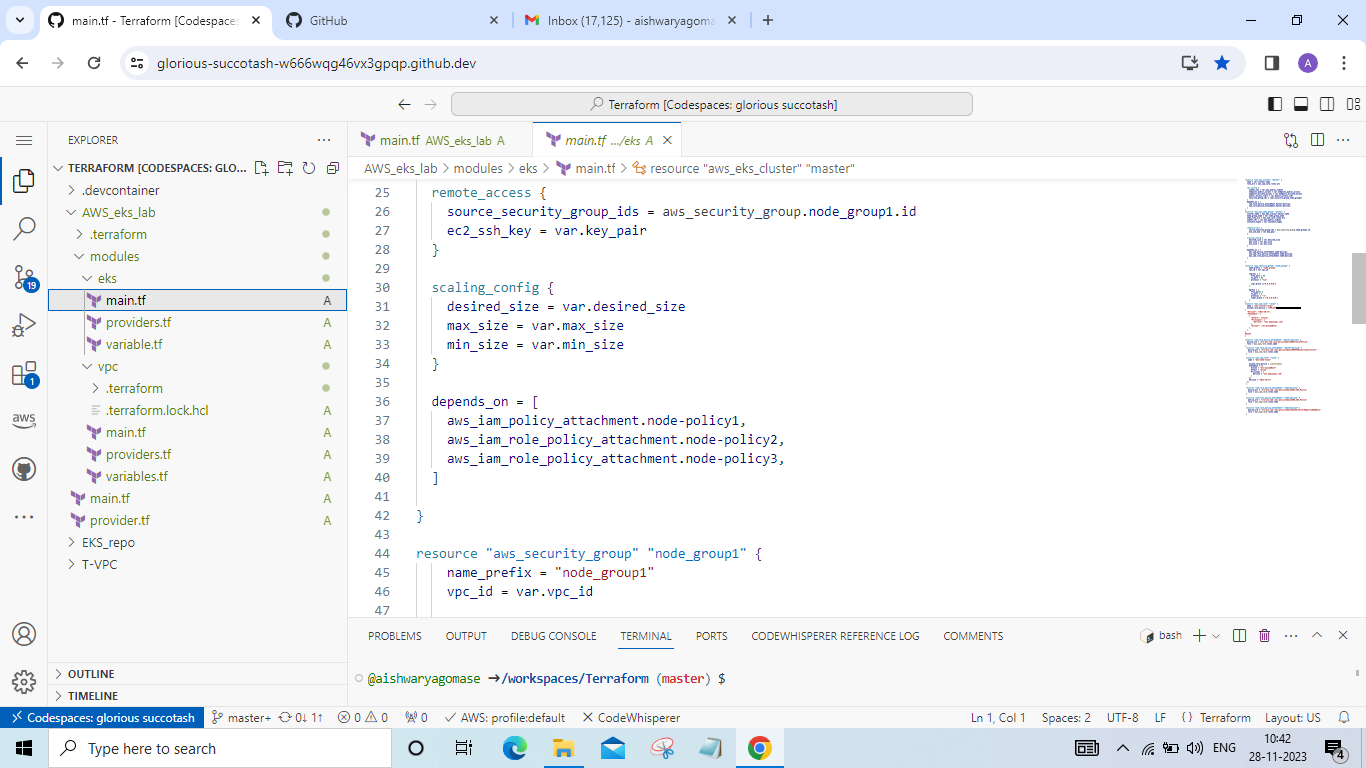 main.tf - Terraform [Codespaces
GitHub
Inbox (17,125) - aishwaryagoma
glorious-succotash-w666wqg46vx3gpqp.github.dev
A
Terraform [Codespaces: glorious succotash]
EXPLORER
TERRAFORM [CODESPACES: GLO...
.devcontainer
AWS_eks_lab
.terraform
modules
eks
main.tf A
providers.tf A
variable.tf A
vpc
.terraform
.terraform.lock.hcl A
main.tf A
providers.tf A
variables.tf A
main.tf A
provider.tf A
EKS_repo
T-VPC
OUTLINE
TIMELINE
19
1
aws
main.tf AWS_eks_lab A
main.tf .../eks A
AWS_eks_lab > modules > eks > main.tf > resource "aws_eks_cluster" "master"
25 remote_access {
26 source_security_group_ids = aws_security_group.node_group1.id
27 ec2_ssh_key = var.key_pair
28 }
29
30 scaling_config {
31 desired_size = var.desired_size
32 max_size = var.max_size
33 min_size = var.min_size
34 }
35
36 depends_on = [
37 aws_iam_policy_attachment.node-policy1,
38 aws_iam_role_policy_attachment.node-policy2,
39 aws_iam_role_policy_attachment.node-policy3,
40 ]
41
42 }
43
44 resource "aws_security_group" "node_group1" {
45 name_prefix = "node_group1"
46 vpc_id = var.vpc_id
47
PROBLEMS OUTPUT DEBUG CONSOLE TERMINAL PORTS CODEWHISPERER REFERENCE LOG COMMENTS
bash
@aishwaryagomase ➜/workspaces/Terraform (master) $
Codespaces: glorious succotash master+ 0↓ 1↑ 0 0 0 AWS: profile:default CodeWhisperer
Ln 1, Col 1 Spaces: 2 UTF-8 LF {} Terraform Layout: US
Type here to search
ENG
10:42
28-11-2023
4